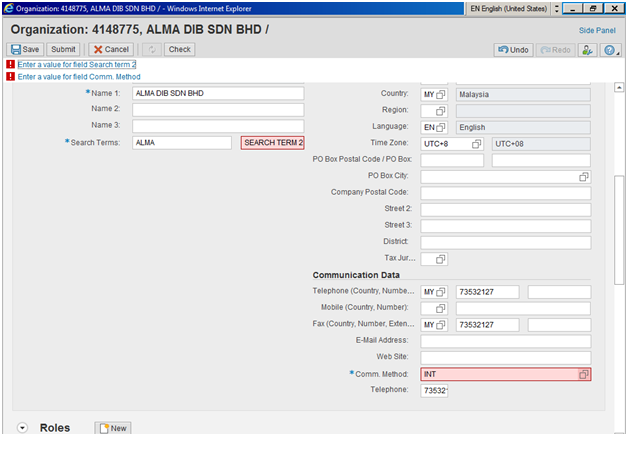 Organization: 4148775, ALMA DIB SDN BHD / - Windows Internet Explorer
EN English (United States)
Organization: 4148775, ALMA DIB SDN BHD /
Side Panel
Save Submit Cancel Check Undo Redo
Enter a value for field Search term 2
Enter a value for field Comm. Method
*Name 1: ALMA DIB SDN BHD
Name 2:
Name 3:
*Search Terms: ALMA SEARCH TERM 2
Country: MY Malaysia
Region:
Language: EN English
Time Zone: UTC+8 UTC+08
PO Box Postal Code / PO Box:
PO Box City:
Company Postal Code:
Street 2:
Street 3:
District:
Tax Jur...
Communication Data
Telephone (Country, Numbe... MY 73532127
Mobile (Country, Number):
Fax (Country, Number, Exten... MY 73532127
E-Mail Address:
Web Site:
*Comm. Method: INT
Telephone: 73532
Roles New